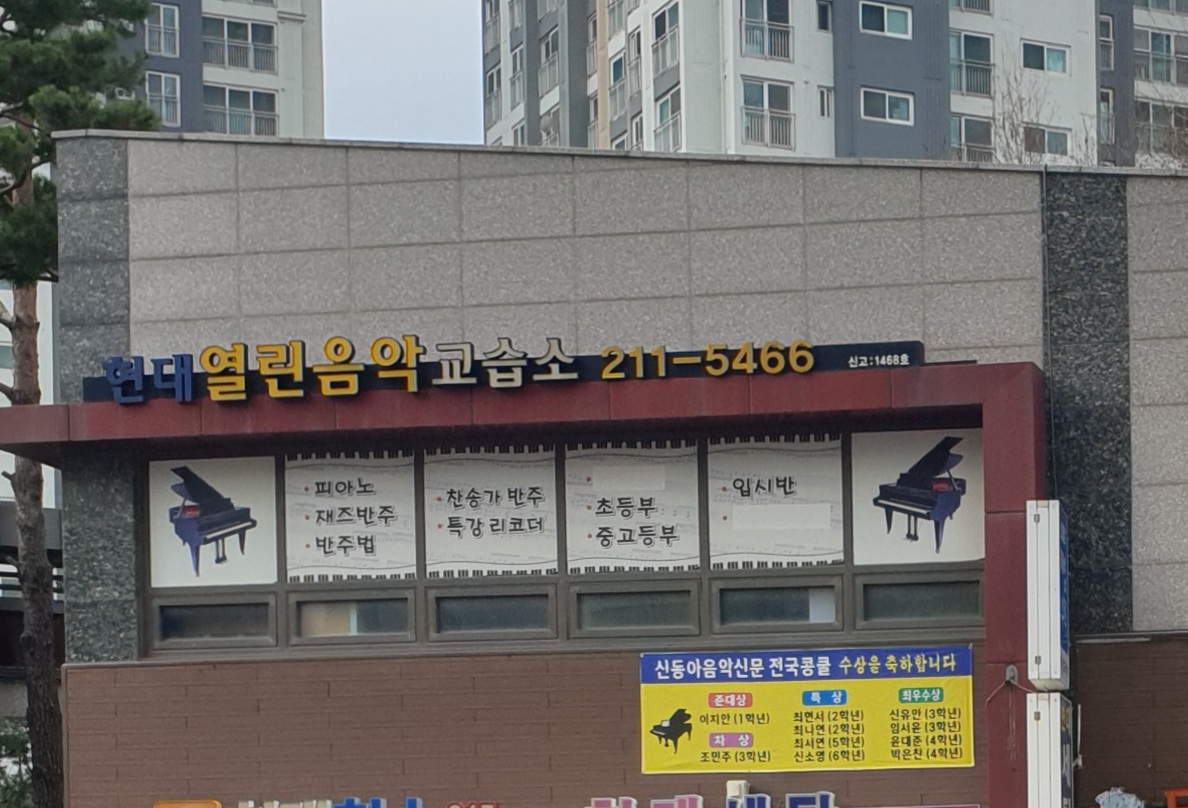 현대열린음악교습소 211-5466 신고:1468호
· 피아노
· 재즈반주
· 반주법
· 찬송가 반주
· 특강 리코더
· 초등부
· 중고등부
· 입시반
신동아음악신문 전국콩쿨 수상을 축하합니다
준대상
이지안 (1학년)
차 상
조민주 (3학년)
특 상
최연서 (2학년)
최나연 (2학년)
최서연 (5학년)
신소영 (6학년)
최우수상
신유안 (3학년)
임서윤 (3학년)
윤대준 (4학년)
박은찬 (4학년)